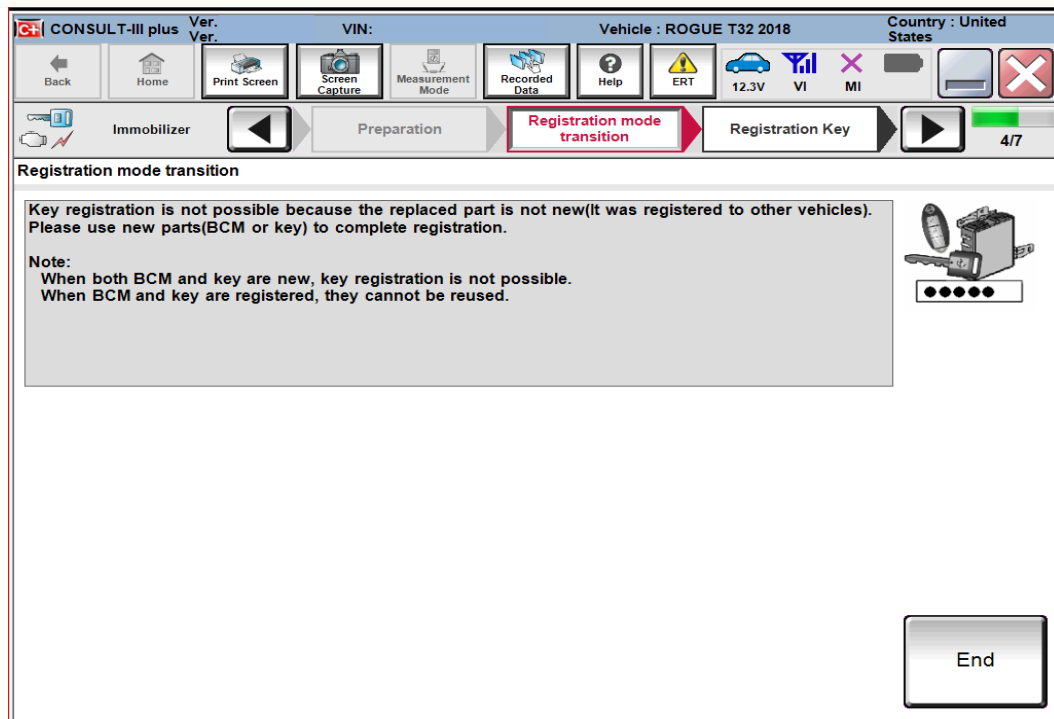 C+ CONSULT-III plus Ver. VIN: Vehicle : ROGUE T32 2018 Country : United
Ver. States
Back Home Print Screen Screen Capture Measurement Mode Recorded Data Help ERT 12.3V VI MI
Immobilizer Preparation Registration mode transition Registration Key 4/7
Registration mode transition
Key registration is not possible because the replaced part is not new(It was registered to other vehicles).
Please use new parts(BCM or key) to complete registration.
Note:
When both BCM and key are new, key registration is not possible.
When BCM and key are registered, they cannot be reused.
End